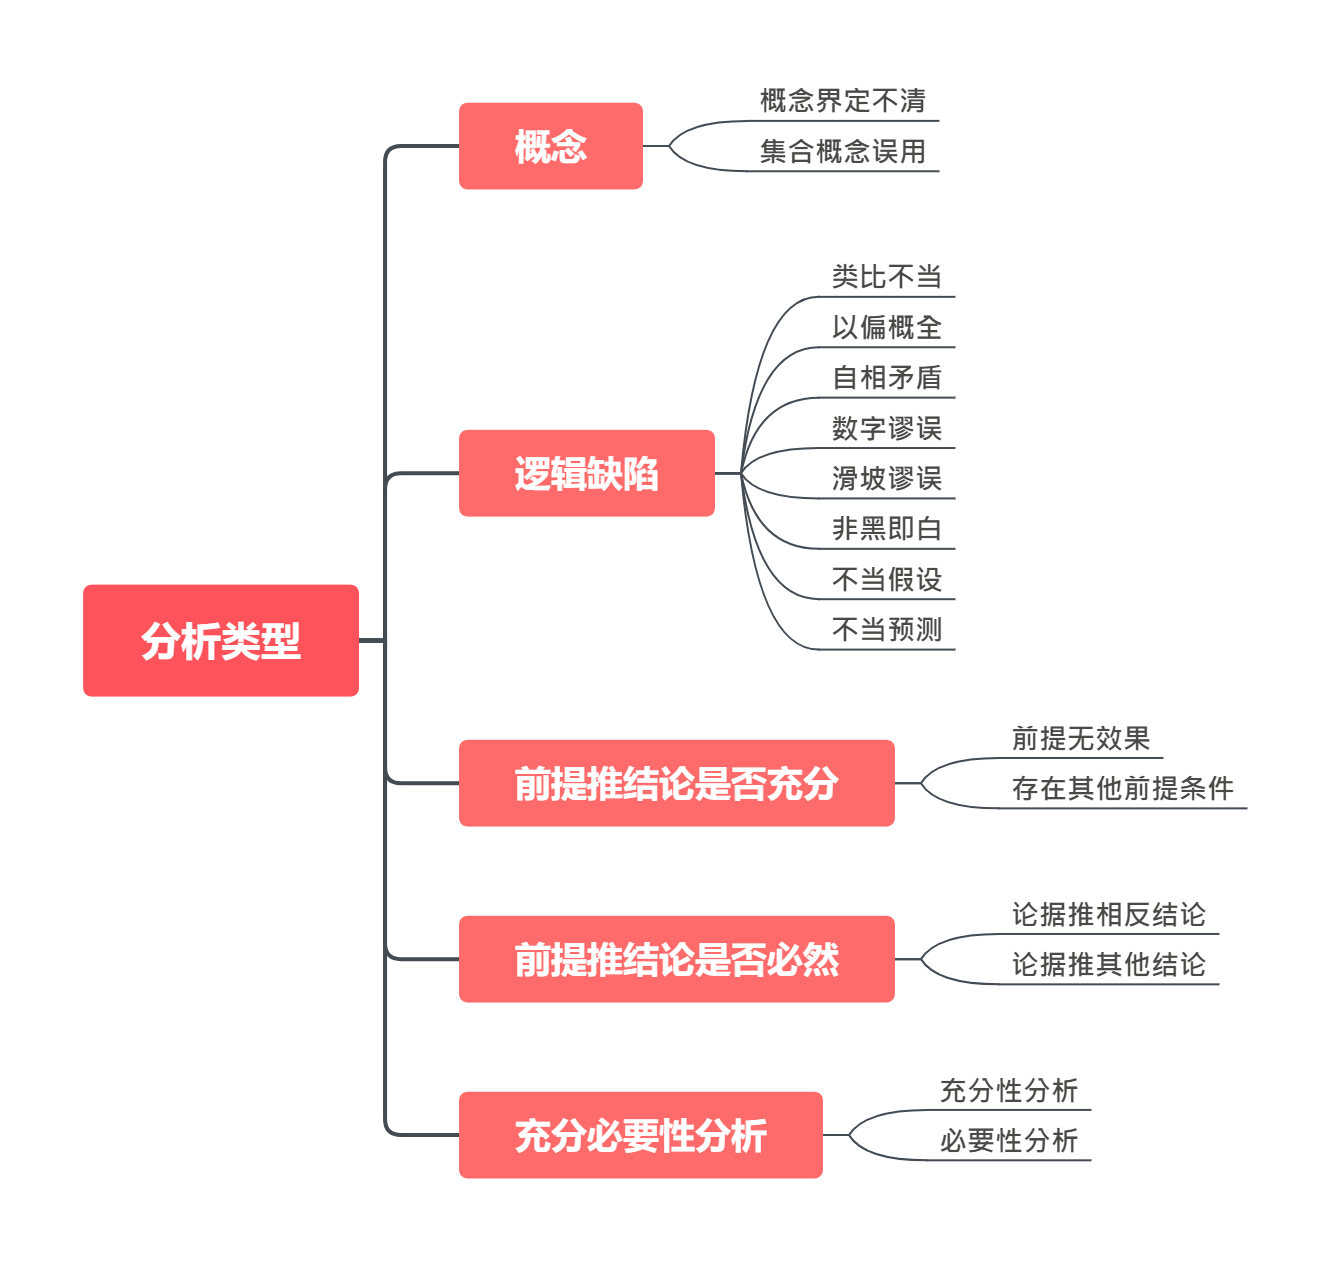 分析类型
概念
概念界定不清
集合概念误用
逻辑缺陷
类比不当
以偏概全
自相矛盾
数字谬误
滑坡谬误
非黑即白
不当假设
不当预测
前提推结论是否充分
前提无效果
存在其他前提条件
前提推结论是否必然
论据推相反结论
论据推其他结论
充分必要性分析
充分性分析
必要性分析